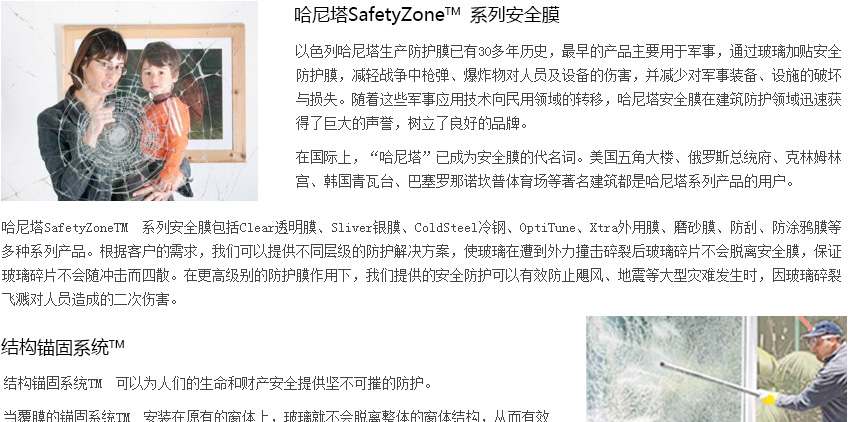 哈尼塔SafetyZone™ 系列安全膜
以色列哈尼塔生产防护膜已有30多年历史，最早的产品主要用于军事，通过玻璃加贴安全
防护膜，减轻战争中枪弹、爆炸物对人员及设备的伤害，并减少对军事装备、设施的破坏
与损失。随着这些军事应用技术向民用领域的转移，哈尼塔安全膜在建筑防护领域迅速获
得了巨大的声誉，树立了良好的品牌。
在国际上，“哈尼塔”已成为安全膜的代名词。美国五角大楼、俄罗斯总统府、克林姆林
宫、韩国青瓦台、巴塞罗那诺坎普体育场等著名建筑都是哈尼塔系列产品的用户。
哈尼塔SafetyZoneTM 系列安全膜包括Clear透明膜、Sliver银膜、ColdSteel冷钢、OptiTune、Xtra外用膜、磨砂膜、防刮、防涂鸦膜等
多种系列产品。根据客户的需求，我们可以提供不同层级的防护解决方案，使玻璃在遭到外力撞击碎裂后玻璃碎片不会脱离安全膜，保证
玻璃碎片不会随冲击而四散。在更高级别的防护膜作用下，我们提供的安全防护可以有效防止飓风、地震等大型灾难发生时，因玻璃碎裂
飞溅对人员造成的二次伤害。
结构锚固系统™
结构锚固系统TM 可以为人们的生命和财产安全提供坚不可摧的防护。
当覆膜的锚固系统TM 安装在原有的窗体上，玻璃就不会脱离整体的窗体结构，从而有效